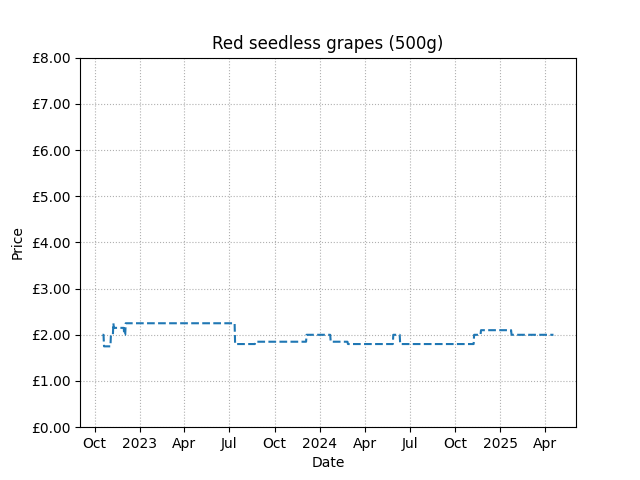 Red seedless grapes (500g)
£8.00
£7.00
£6.00
£5.00
£4.00
£3.00
£2.00
£1.00
£0.00
Price
Oct 2023 Apr Jul Oct 2024 Apr Jul Oct 2025 Apr
Date